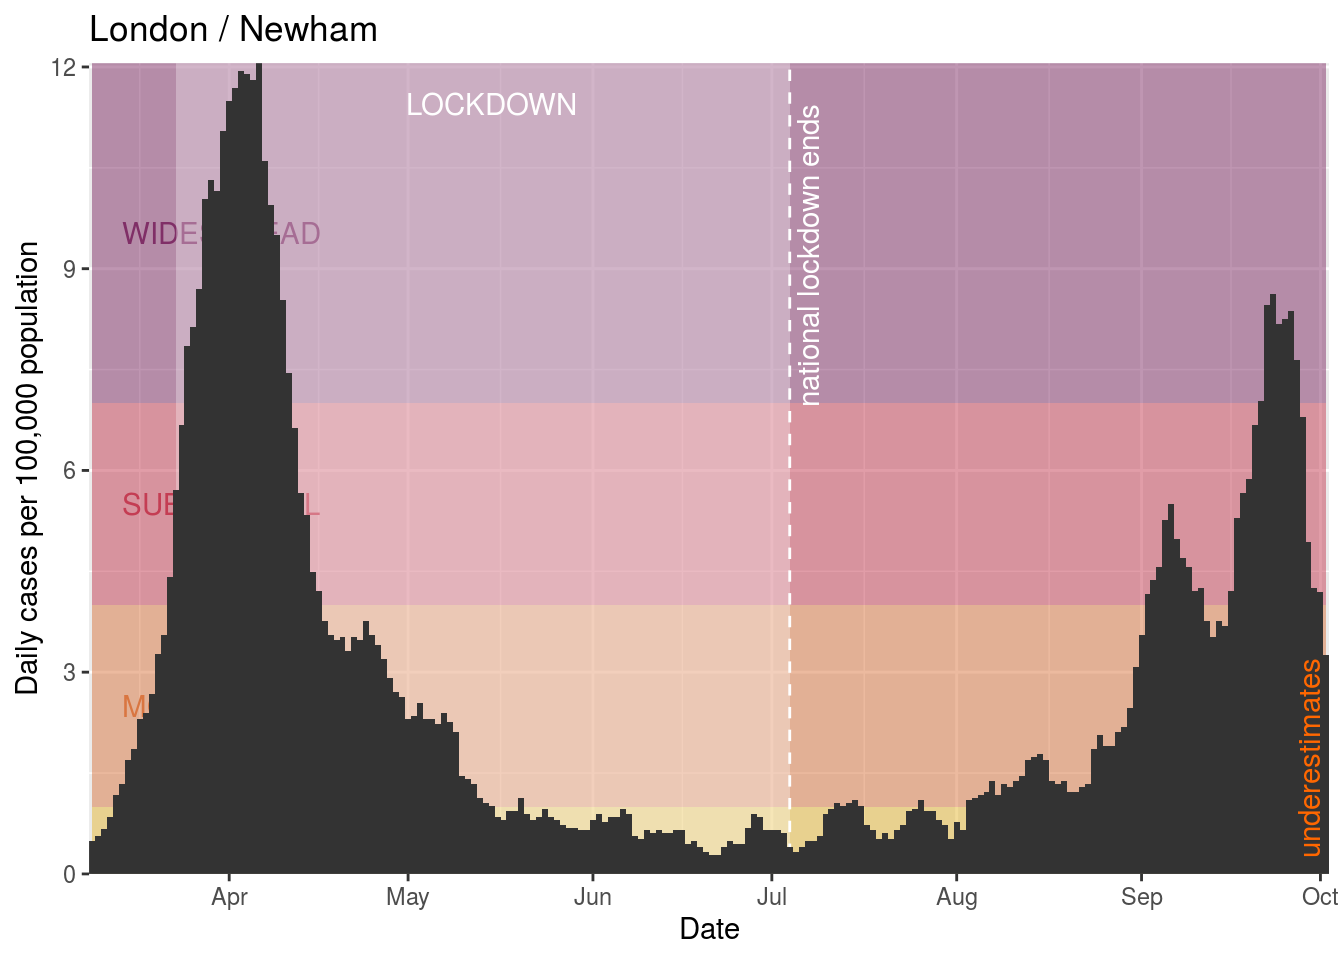 London / Newham
12
9
6
3
0
Daily cases per 100,000 population
LOCKDOWN
national lockdown ends
underestimates
Apr
May
Jun
Jul
Aug
Sep
Oct
Date